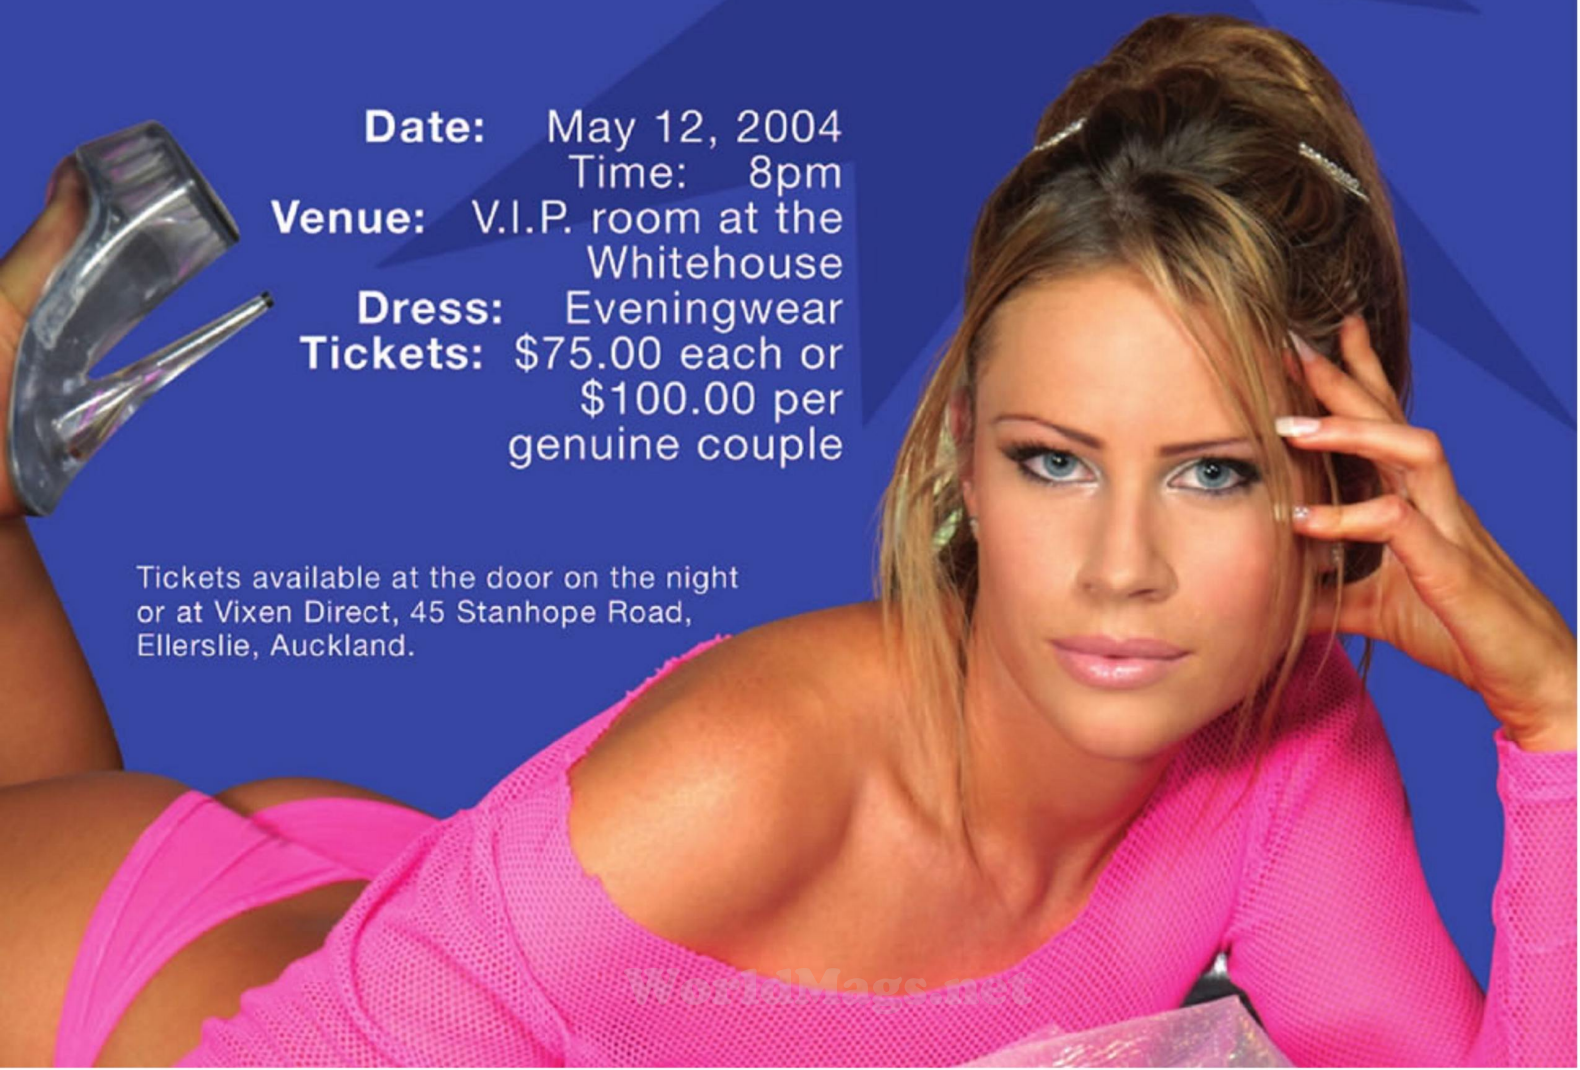 Date: May 12, 2004
Time: 8pm
Venue: V.I.P. room at the
Whitehouse
Dress: Eveningwear
Tickets: $75.00 each or
$100.00 per
genuine couple
Tickets available at the door on the night
or at Vixen Direct, 45 Stanhope Road,
Ellerslie, Auckland.
WorldMags.net